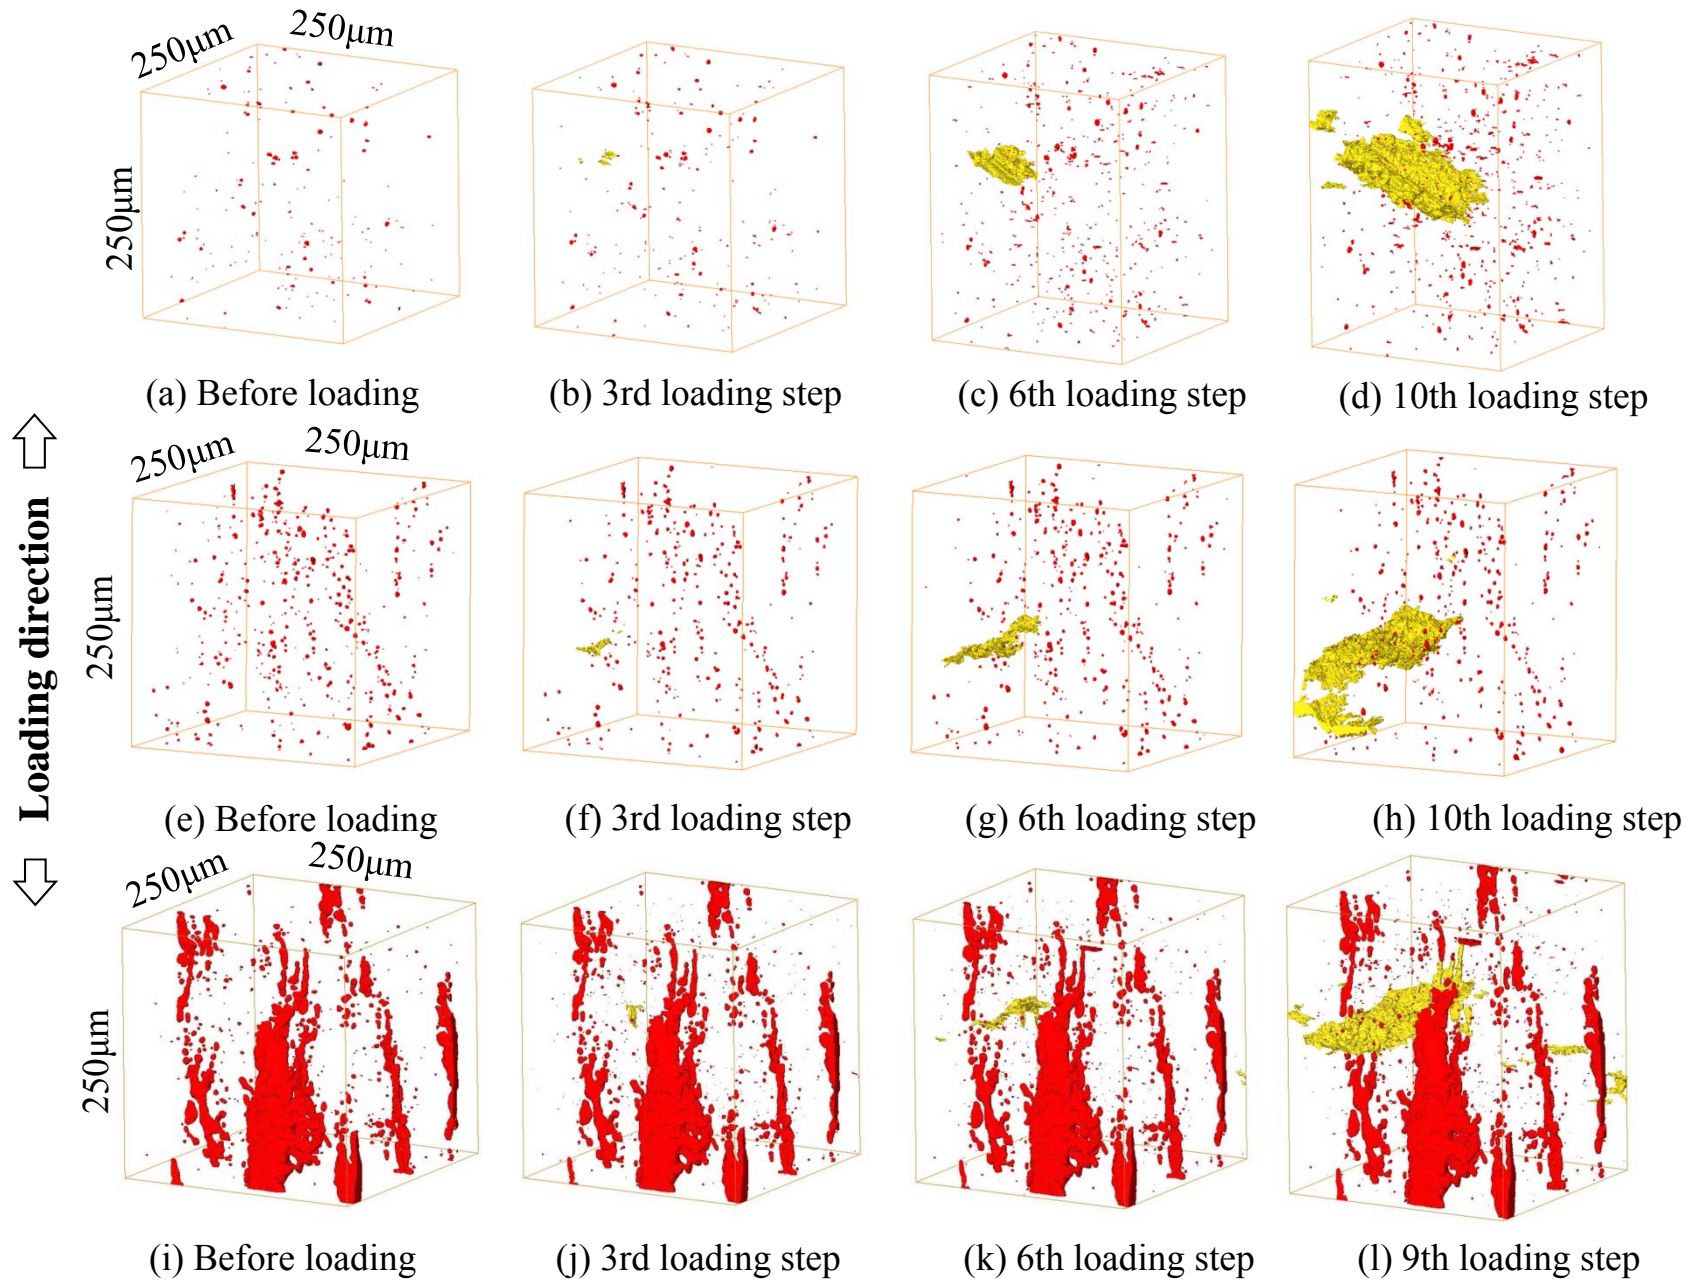 250μm 250μm
250μm
(a) Before loading (b) 3rd loading step (c) 6th loading step (d) 10th loading step
250μm 250μm
250μm
Loading direction
(e) Before loading (f) 3rd loading step (g) 6th loading step (h) 10th loading step
250μm 250μm
250μm
(i) Before loading (j) 3rd loading step (k) 6th loading step (l) 9th loading step